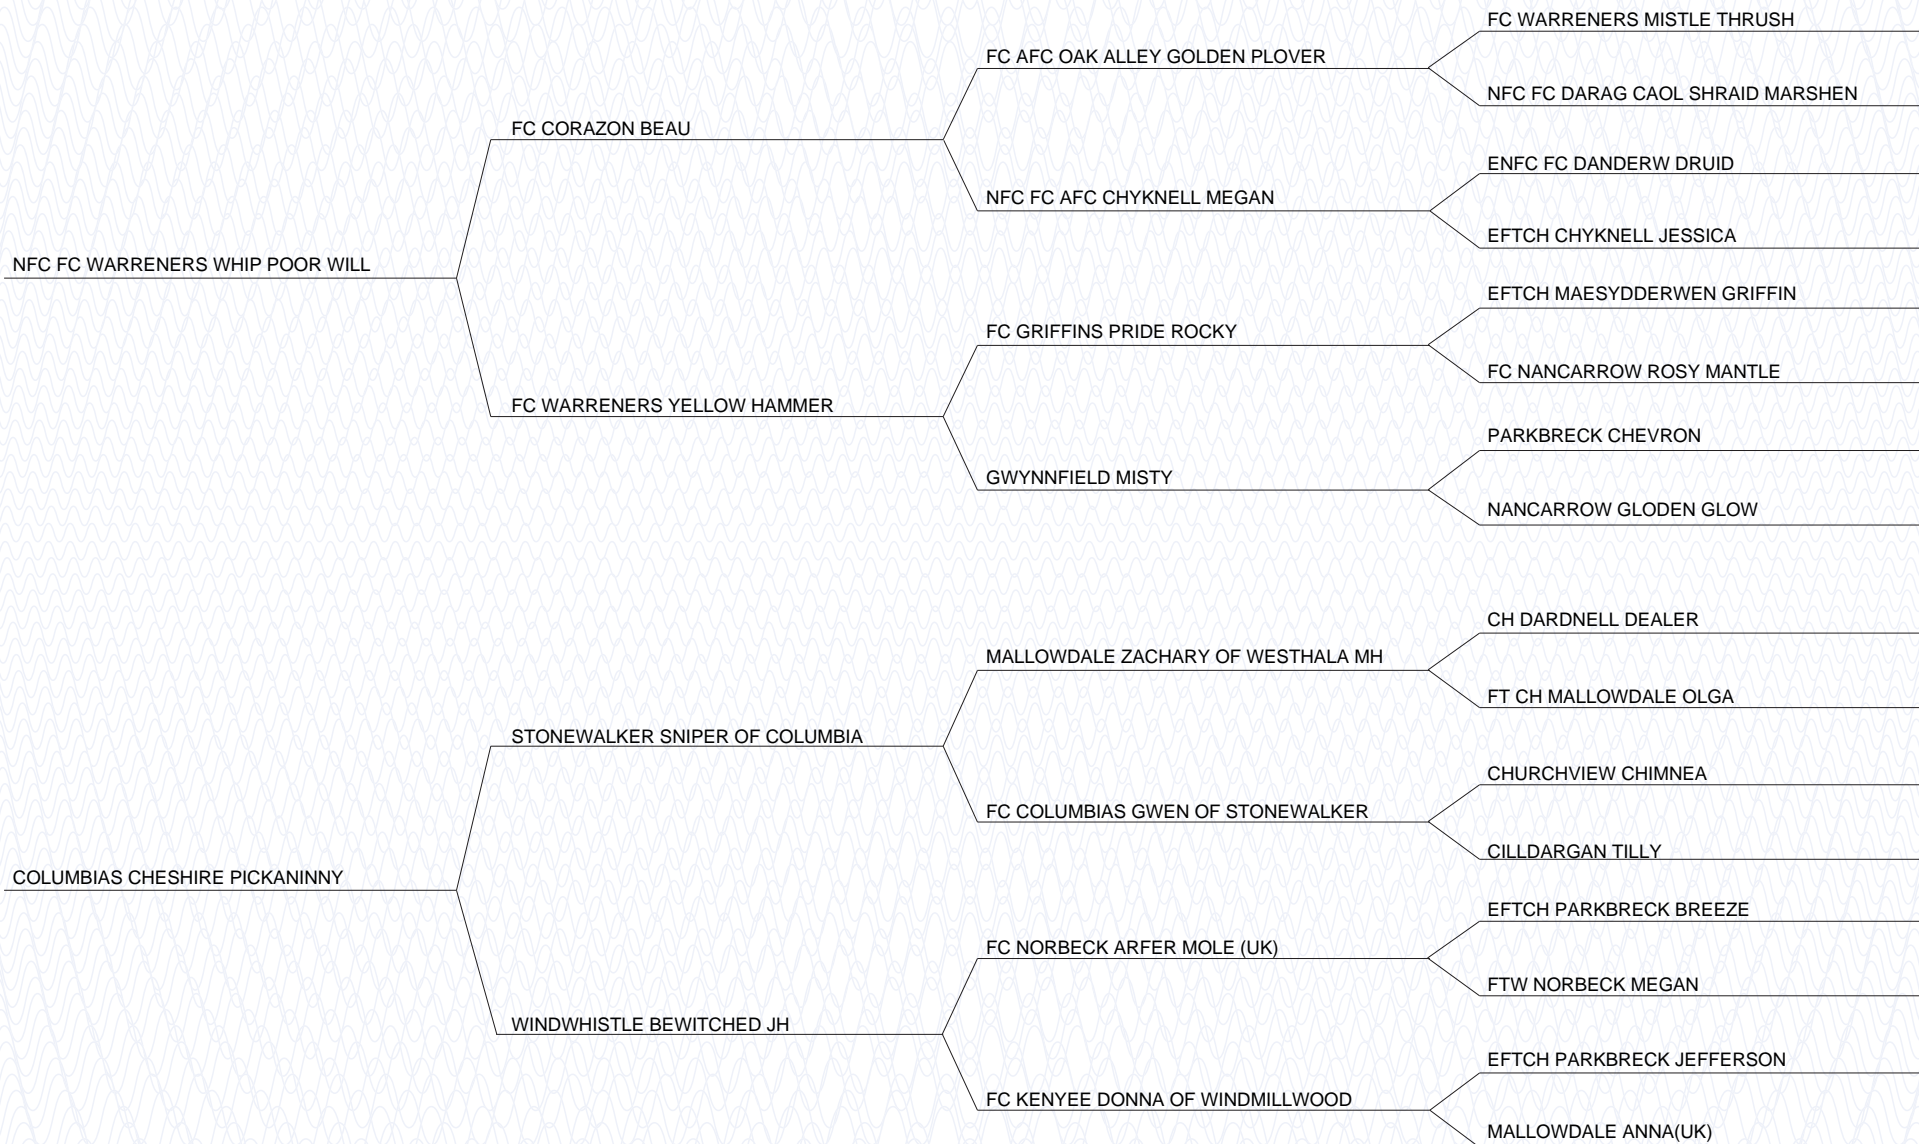 FC WARRENERS MISTLE THRUSH
FC AFC OAK ALLEY GOLDEN PLOVER
NFC FC DARAG CAOL SHRAID MARSHEN
FC CORAZON BEAU
ENFC FC DANDERW DRUID
NFC FC AFC CHYKNELL MEGAN
EFTCH CHYKNELL JESSICA
NFC FC WARRENERS WHIP POOR WILL
EFTCH MAESYDDERWEN GRIFFIN
FC GRIFFINS PRIDE ROCKY
FC NANCARROW ROSY MANTLE
FC WARRENERS YELLOW HAMMER
PARKBRECK CHEVRON
GWYNNFIELD MISTY
NANCARROW GLODEN GLOW
CH DARDNELL DEALER
MALLOWDALE ZACHARY OF WESTHALA MH
FT CH MALLOWDALE OLGA
STONEWALKER SNIPER OF COLUMBIA
CHURCHVIEW CHIMNEA
FC COLUMBIAS GWEN OF STONEWALKER
CILLDARGAN TILLY
COLUMBIAS CHESHIRE PICKANINNY
EFTCH PARKBRECK BREEZE
FC NORBECK ARFER MOLE (UK)
FTW NORBECK MEGAN
WINDWHISTLE BEWITCHED JH
EFTCH PARKBRECK JEFFERSON
FC KENYEE DONNA OF WINDMILLWOOD
MALLOWDALE ANNA(UK)